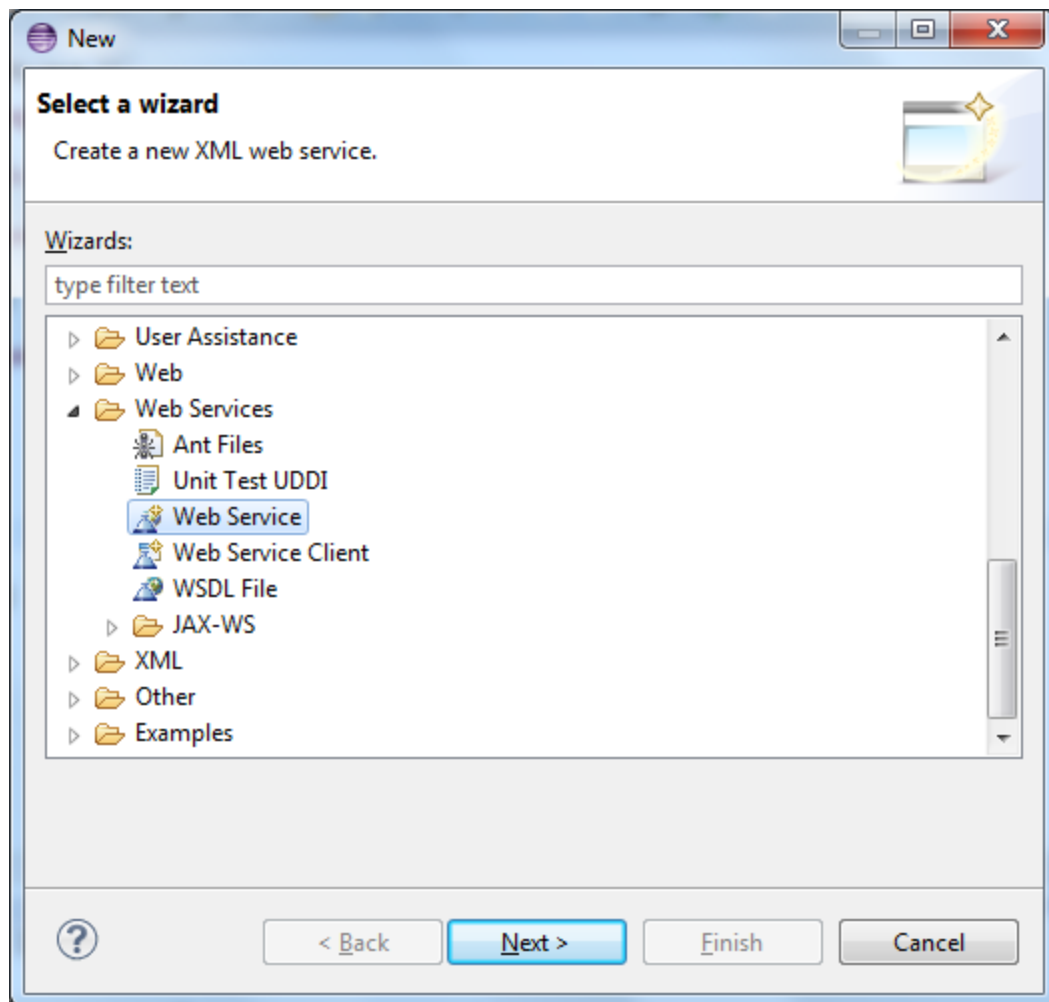 New
Select a wizard
Create a new XML web service.
Wizards:
type filter text
User Assistance
Web
Web Services
Ant Files
Unit Test UDDI
Web Service
Web Service Client
WSDL File
JAX-WS
XML
Other
Examples
< Back Next > Finish Cancel